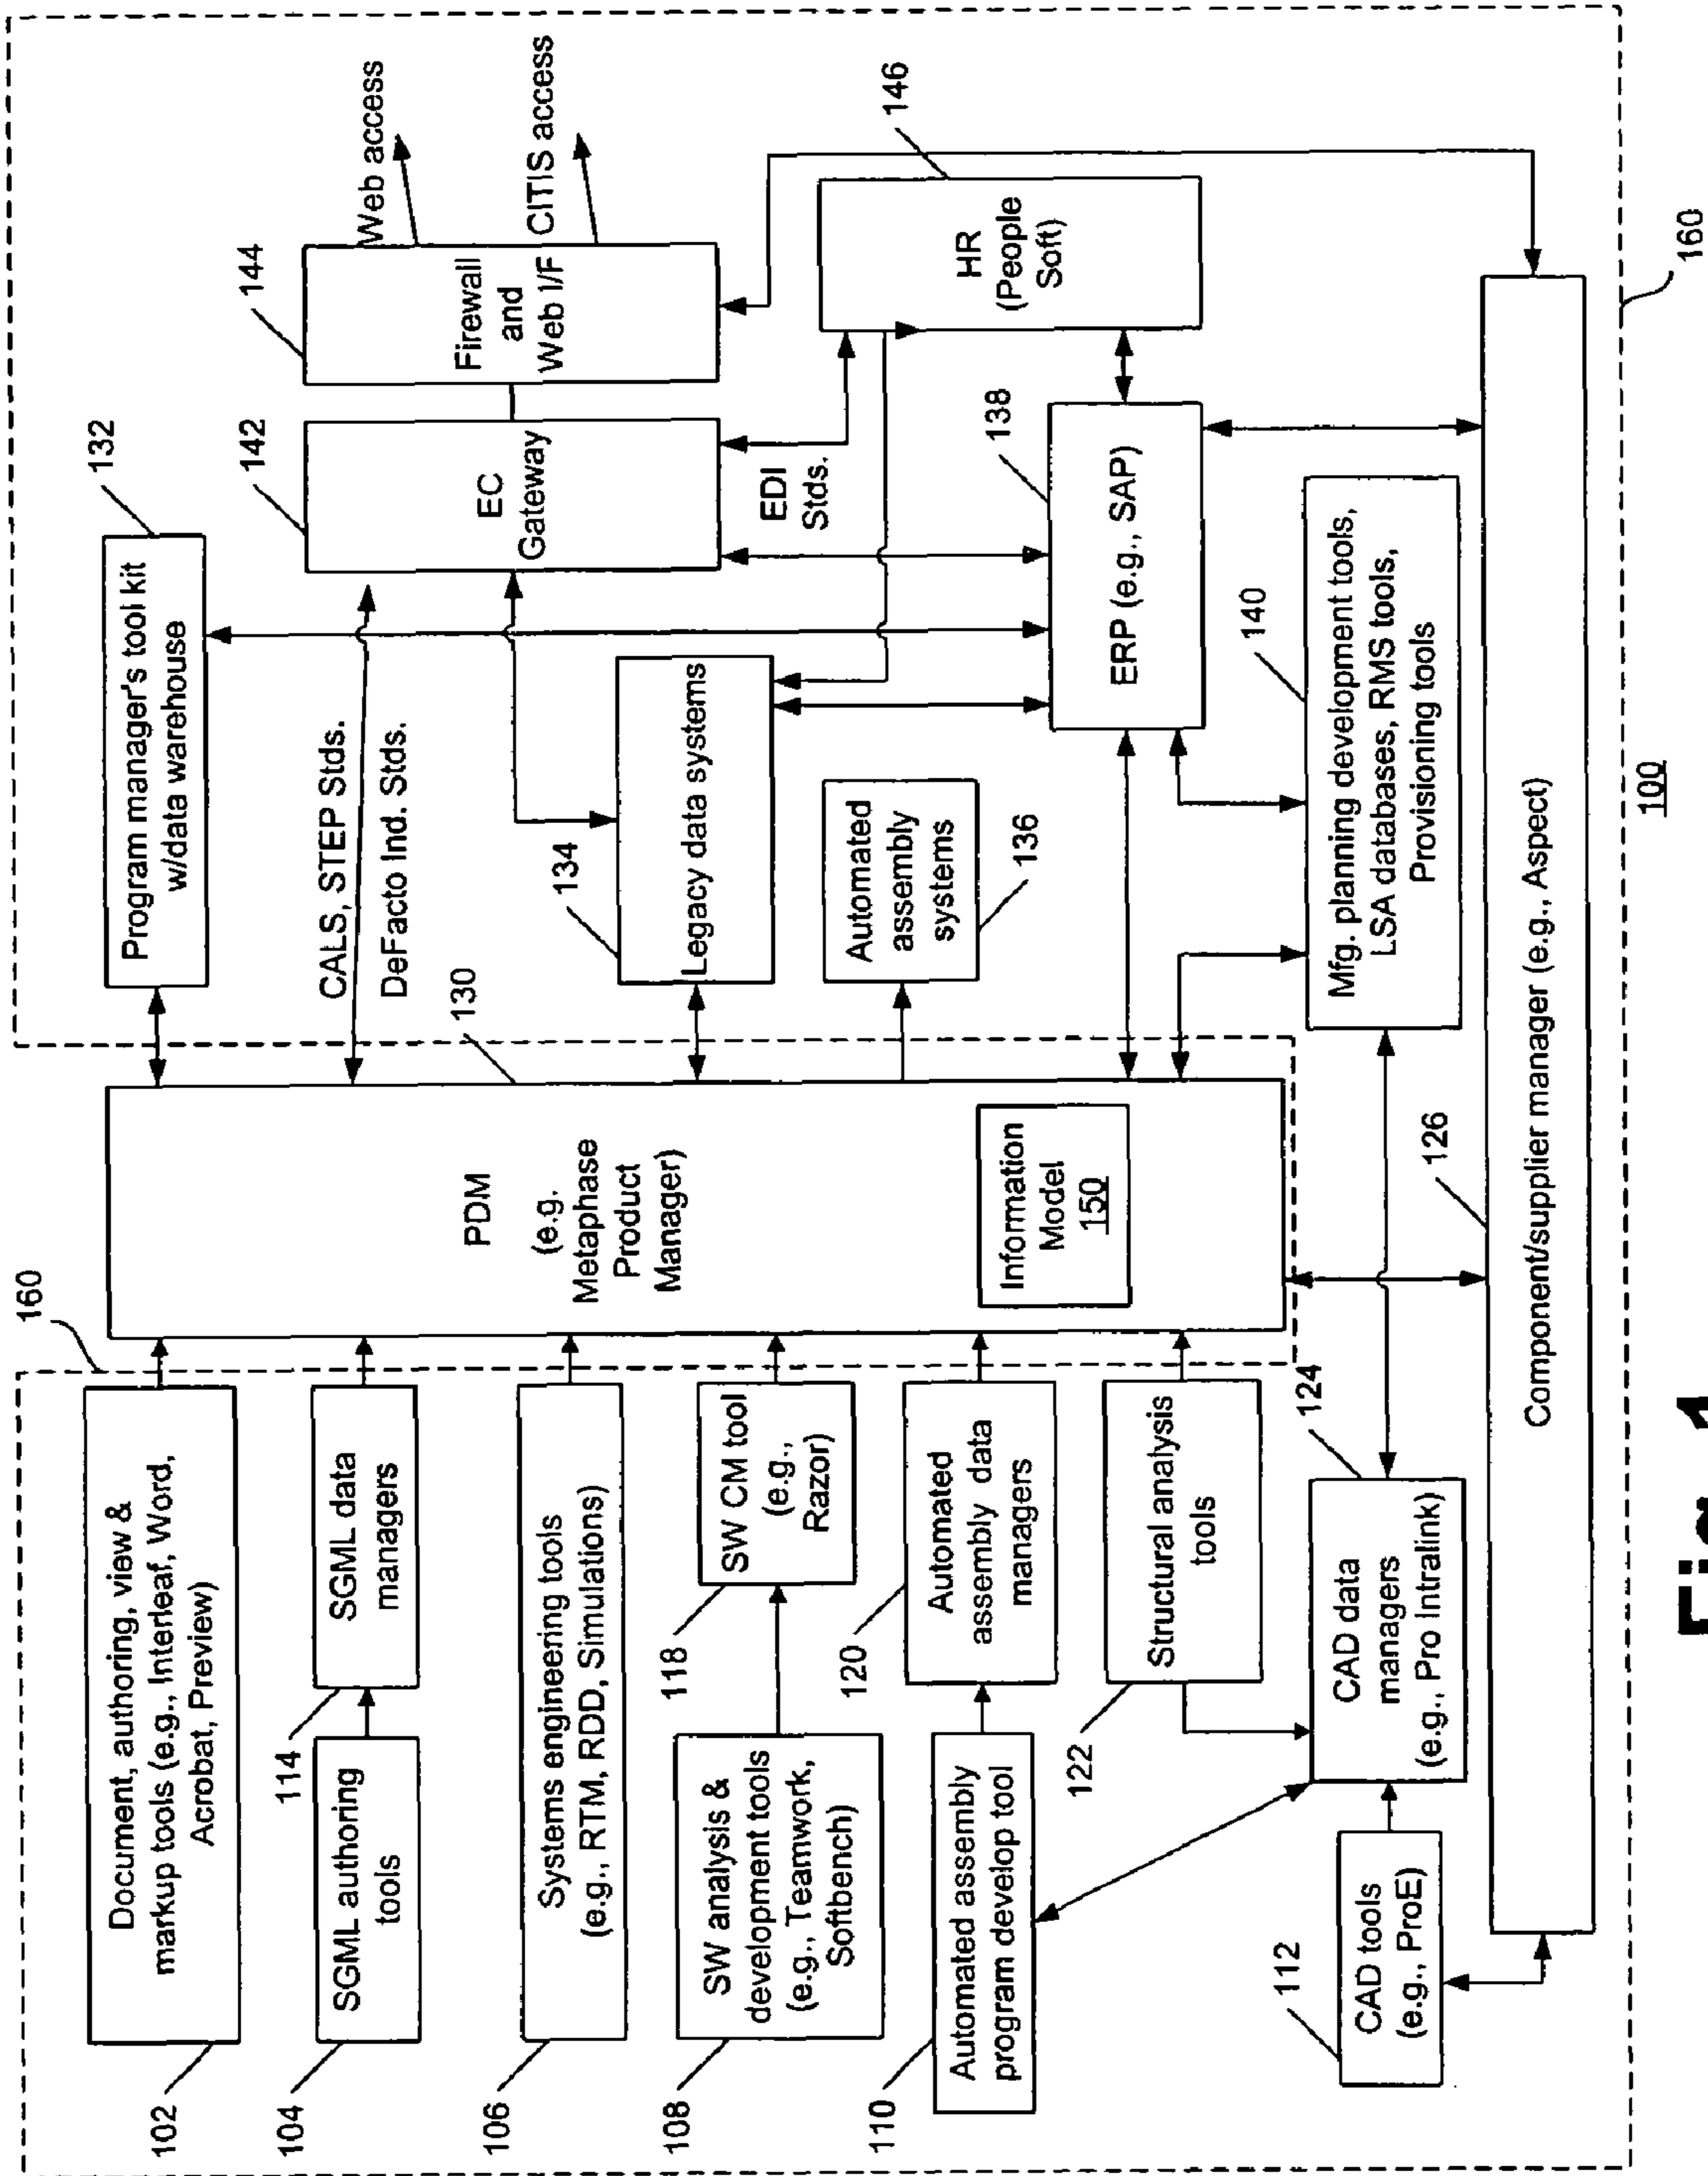 160
102
Document, authoring, view &
markup tools (e.g., Interleaf, Word,
Acrobat, Preview)
104
SGML authoring
tools
114
SGML data
managers
106
Systems engineering tools
(e.g., RTM, RDD, Simulations)
108
SW analysis &
development tools
(e.g., Teamwork,
Softbench)
118
SW CM tool
(e.g.,
Razor)
110
Automated assembly
program develop tool
120
Automated
assembly data
managers
122
Structural analysis
tools
112
CAD tools
(e.g., ProE)
124
CAD data
managers
(e.g., Pro Intralink)
130
PDM
(e.g.
Metaphase
Product
Manager)
Information
Model
150
132
Program manager's tool kit
w/data warehouse
CALS, STEP Stds.
DeFacto Ind. Stds.
134
Legacy data systems
Automated
assembly
systems
136
142
EC
Gateway
144
Firewall
and
Web I/F
Web access
CITIS access
EDI
Stds.
146
HR
(People
Soft)
138
ERP (e.g., SAP)
140
Mfg. planning development tools,
LSA databases, RMS tools,
Provisioning tools
126
Component/supplier manager (e.g., Aspect)
160
100
Fig. 1